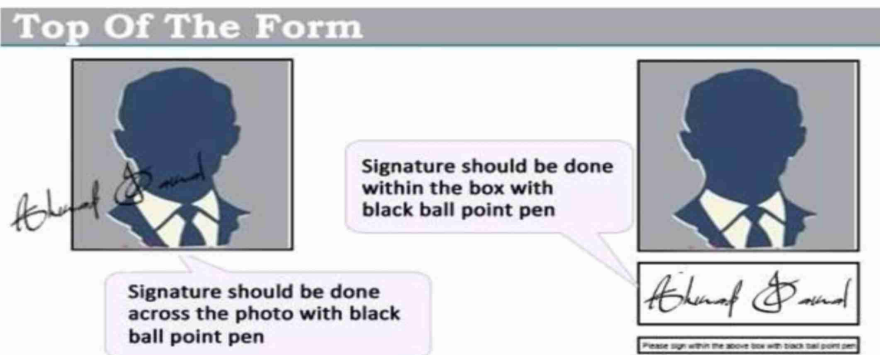 Top Of The Form
Signature should be done
within the box with
black ball point pen
Signature should be done
across the photo with black
ball point pen
Please sign within the above box with black ball point pen